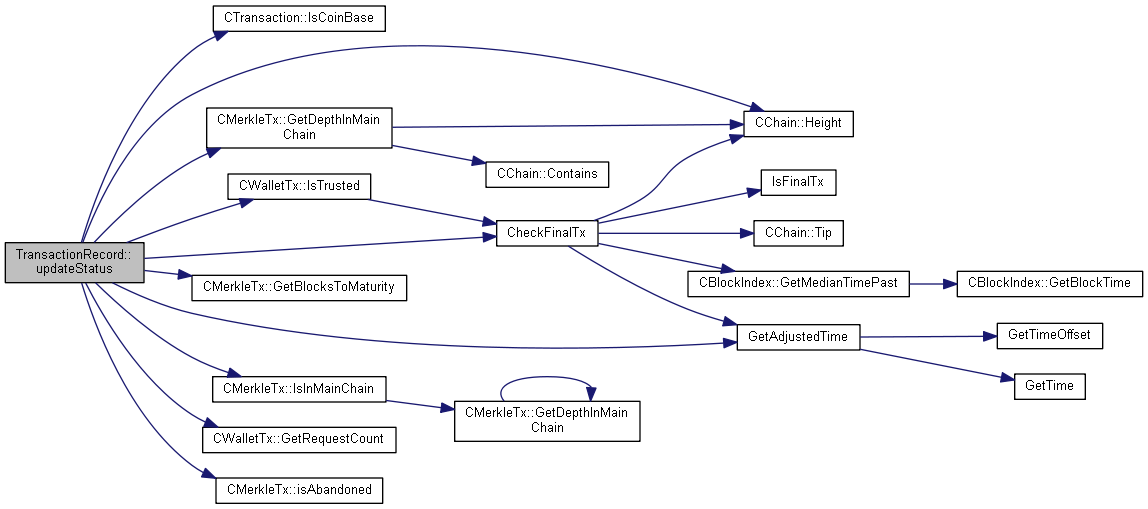 CTransaction::IsCoinBase
CMerkleTx::GetDepthInMain
Chain
CChain::Height
CChain::Contains
CWalletTx::IsTrusted
IsFinalTx
CheckFinalTx
CChain::Tip
TransactionRecord::
updateStatus
CMerkleTx::GetBlocksToMaturity
CBlockIndex::GetMedianTimePast
CBlockIndex::GetBlockTime
GetAdjustedTime
GetTimeOffset
GetTime
CMerkleTx::IsInMainChain
CMerkleTx::GetDepthInMain
Chain
CWalletTx::GetRequestCount
CMerkleTx::isAbandoned